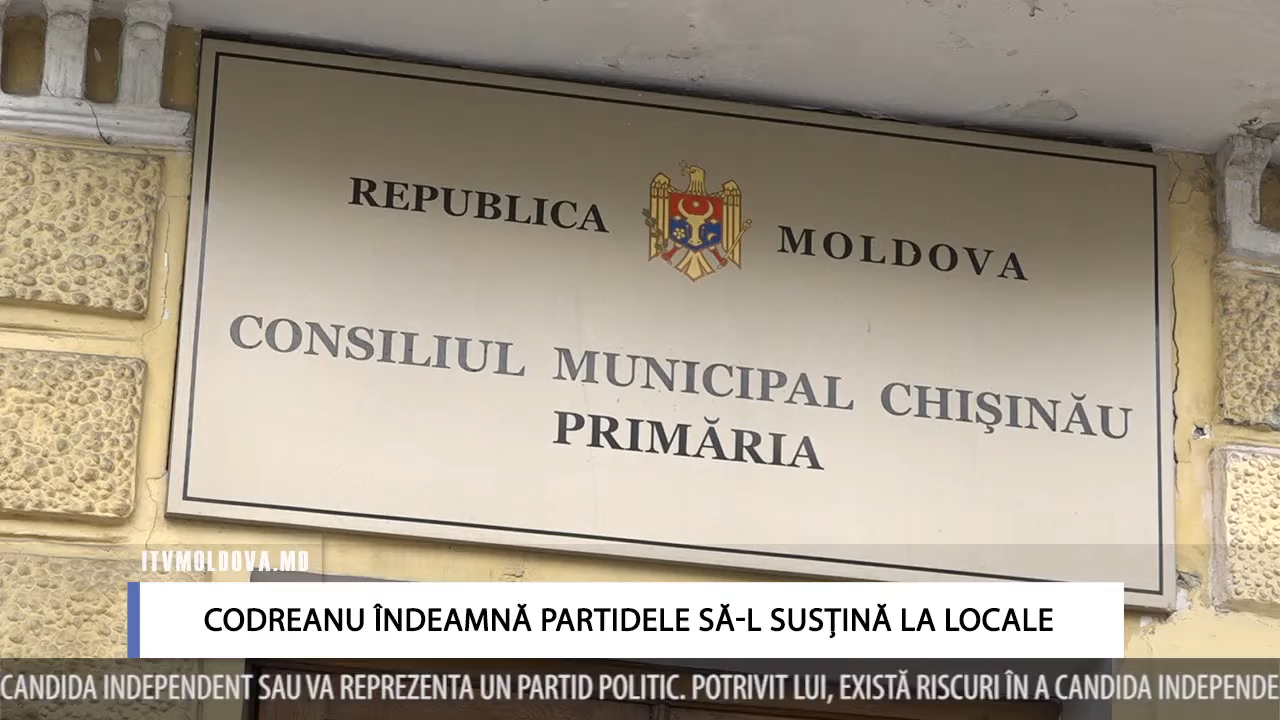 REPUBLICA MOLDOVA
CONSILIUL MUNICIPAL CHIŞINĂU
PRIMĂRIA
ITVMOLDOVA.MD
CODREANU ÎNDEAMNĂ PARTIDELE SĂ-L SUSȚINĂ LA LOCALE
CANDIDA INDEPENDENT SAU VA REPREZENTA UN PARTID POLITIC. POTRIVIT LUI, EXISTĂ RISCURI ÎN A CANDIDA INDEPENDE